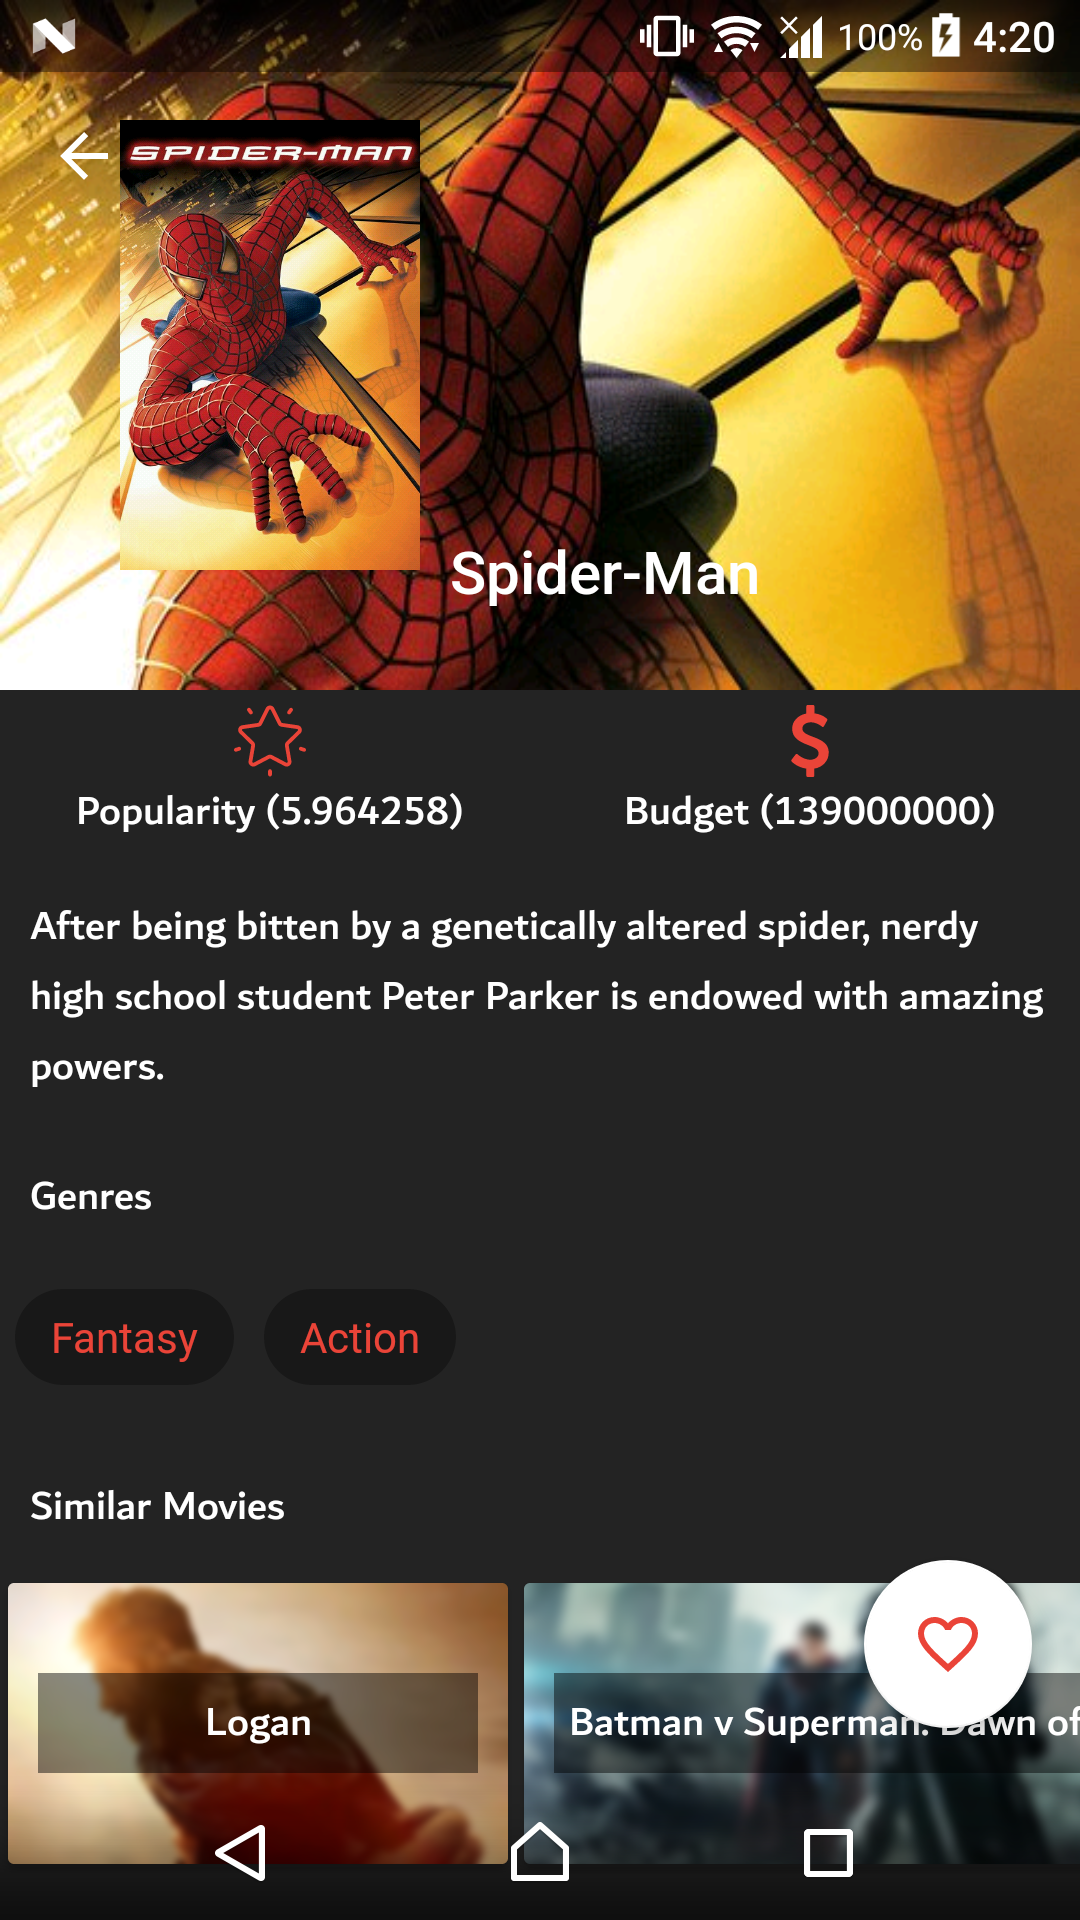 100% 4:20
SPIDER-MAN
Spider-Man
Popularity (5.964258)
Budget (139000000)
After being bitten by a genetically altered spider, nerdy
high school student Peter Parker is endowed with amazing
powers.
Genres
Fantasy Action
Similar Movies
Logan
Batman v Superman: Dawn of